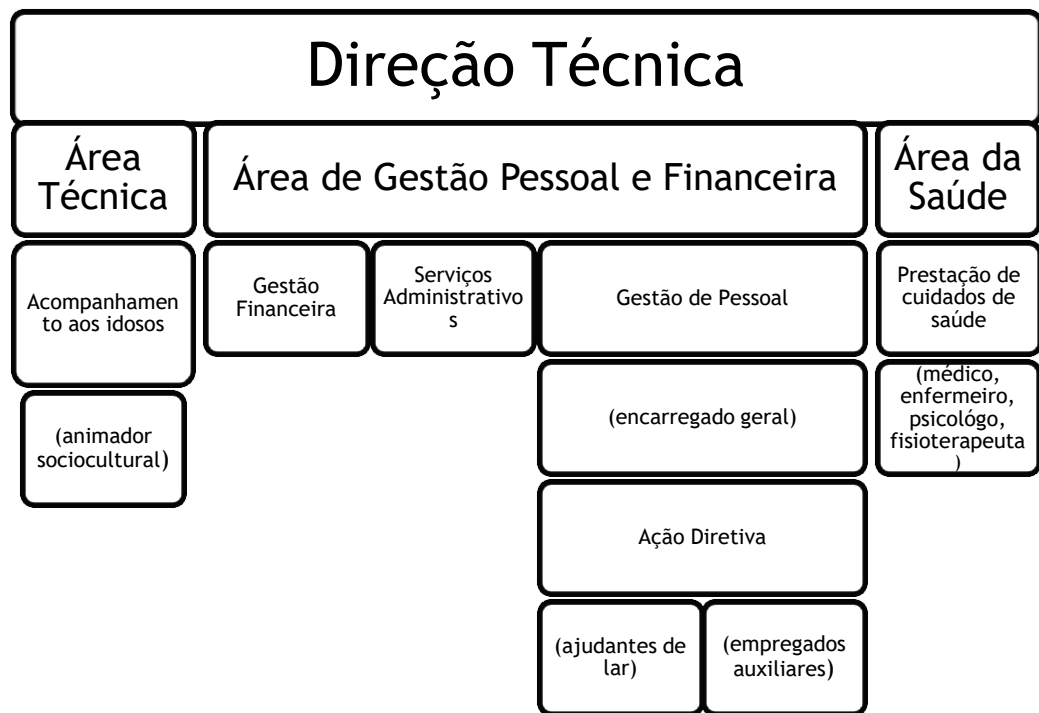 Direção Técnica
Área
Técnica
Área de Gestão Pessoal e Financeira
Área da
Saúde
Acompanhamen
to aos idosos
Gestão
Financeira
Serviços
Administrativo
s
Gestão de Pessoal
Prestação de
cuidados de
saúde
(animador
sociocultural)
(encarregado geral)
(médico,
enfermeiro,
psicológo,
fisioterapeuta
)
Ação Diretiva
(ajudantes de
lar)
(empregados
auxiliares)